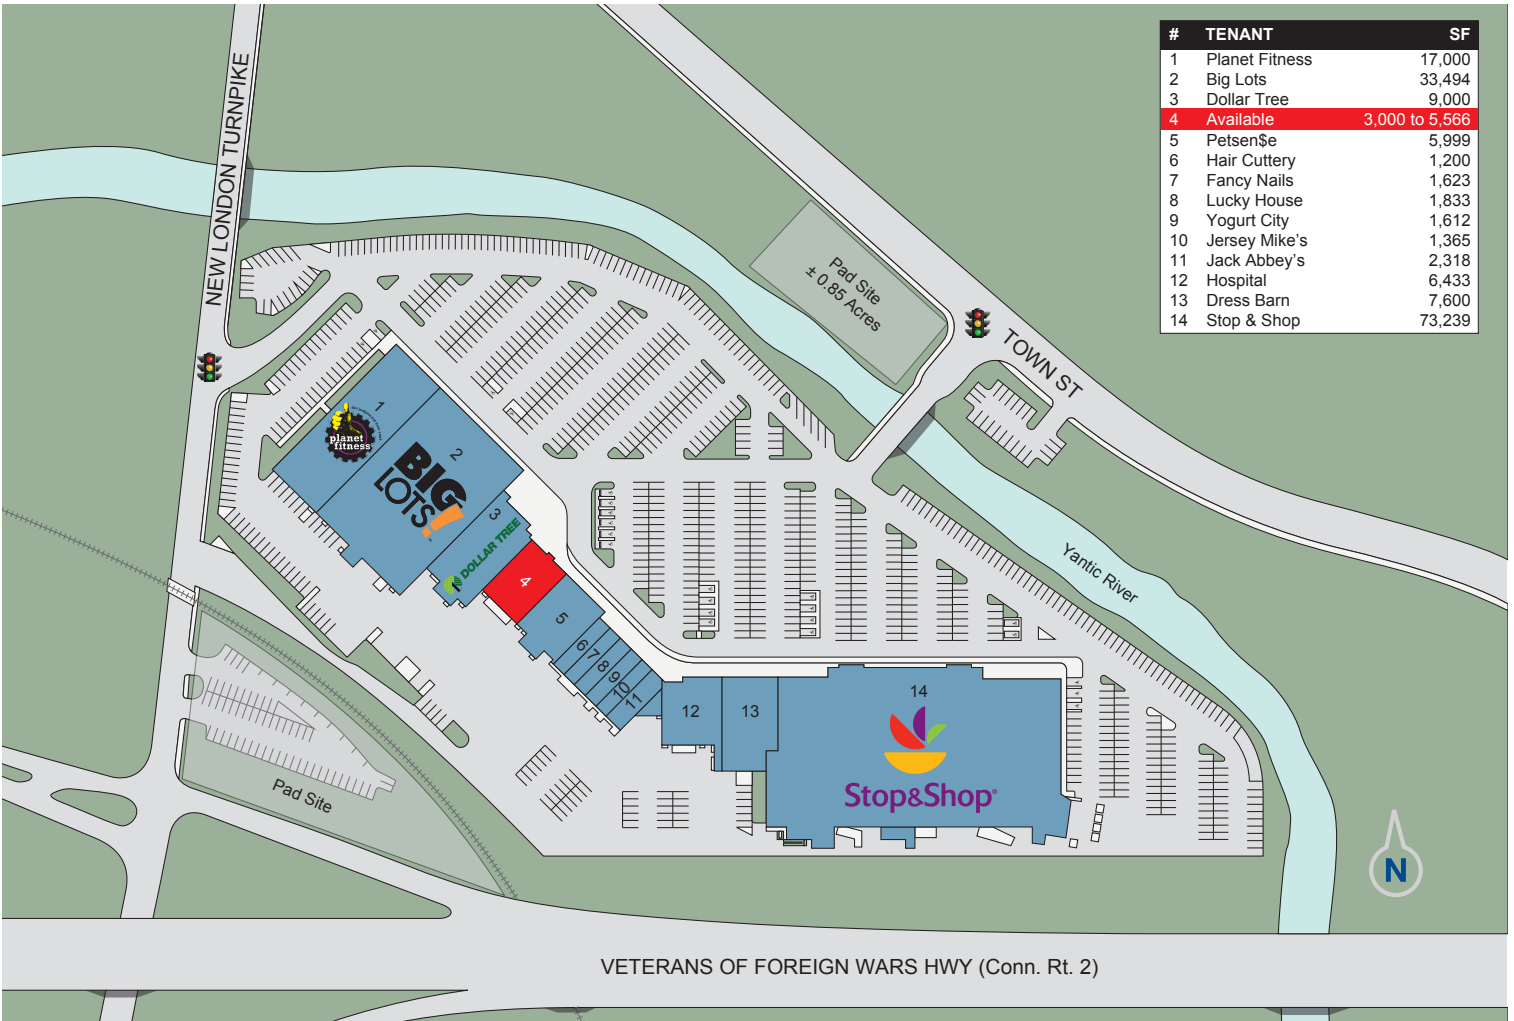 # TENANT SF
1 Planet Fitness 17,000
2 Big Lots 33,494
3 Dollar Tree 9,000
4 Available 3,000 to 5,566
5 Petsen$e 5,999
6 Hair Cuttery 1,200
7 Fancy Nails 1,623
8 Lucky House 1,833
9 Yogurt City 1,612
10 Jersey Mike's 1,365
11 Jack Abbey's 2,318
12 Hospital 6,433
13 Dress Barn 7,600
14 Stop & Shop 73,239
NEW LONDON TURNPIKE
Pad Site
± 0.85 Acres
TOWN ST
Yantic River
1
planet
fitness
2
BIG
LOTS
3
DOLLAR TREE
4
5
6
7
8
9
10
11
12
13
14
Stop&Shop
Pad Site
N
VETERANS OF FOREIGN WARS HWY (Conn. Rt. 2)